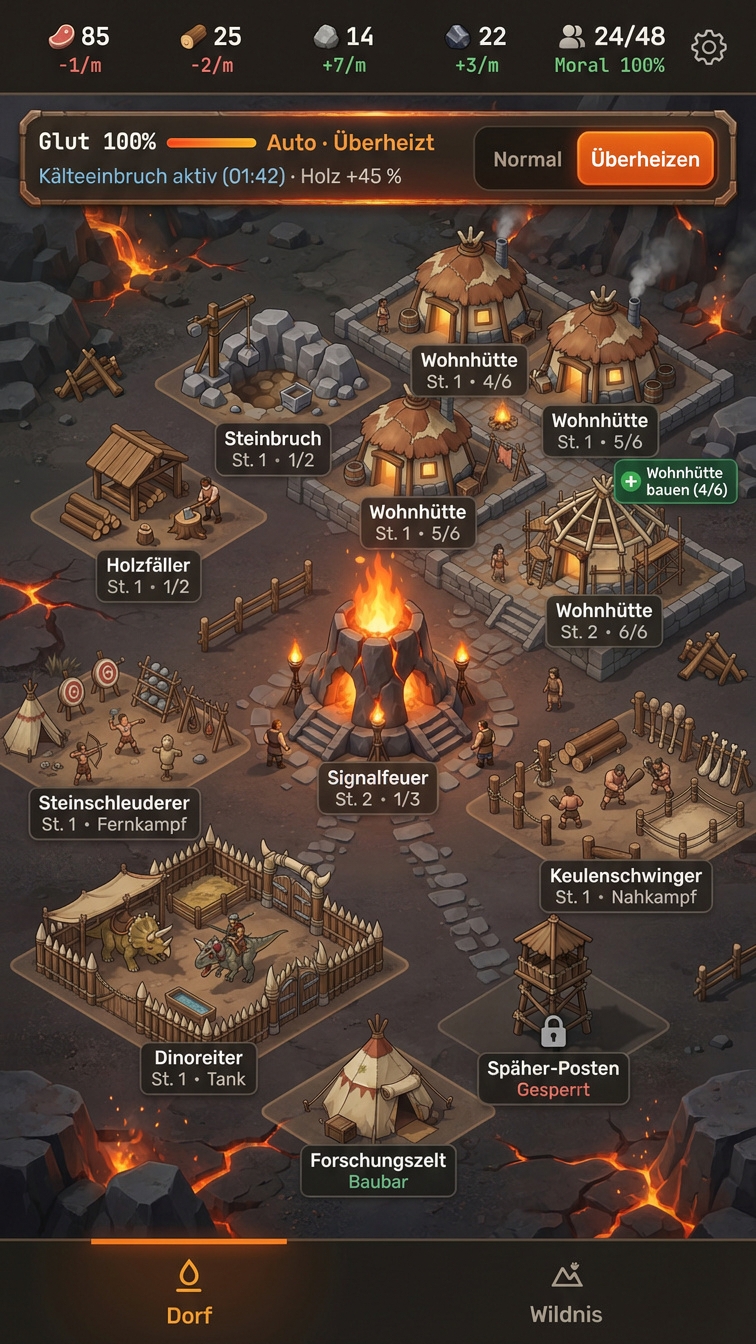 85 25 14 22 24/48
-1/m -2/m +7/m +3/m Moral 100%
Glut 100% Auto · Überheizt
Kälteeinbruch aktiv (01:42) · Holz +45 %
Normal Überheizen
Wohnhütte
St. 1 • 4/6
Wohnhütte
St. 1 • 5/6
Steinbruch
St. 1 • 1/2
Wohnhütte
bauen (4/6)
Wohnhütte
St. 1 • 5/6
Holzfäller
St. 1 • 1/2
Wohnhütte
St. 2 • 6/6
Signalfeuer
St. 2 • 1/3
Steinschleuderer
St. 1 • Fernkampf
Keulenschwinger
St. 1 • Nahkampf
Dinoreiter
St. 1 • Tank
Späher-Posten
Gesperrt
Forschungszelt
Baubar
Dorf Wildnis